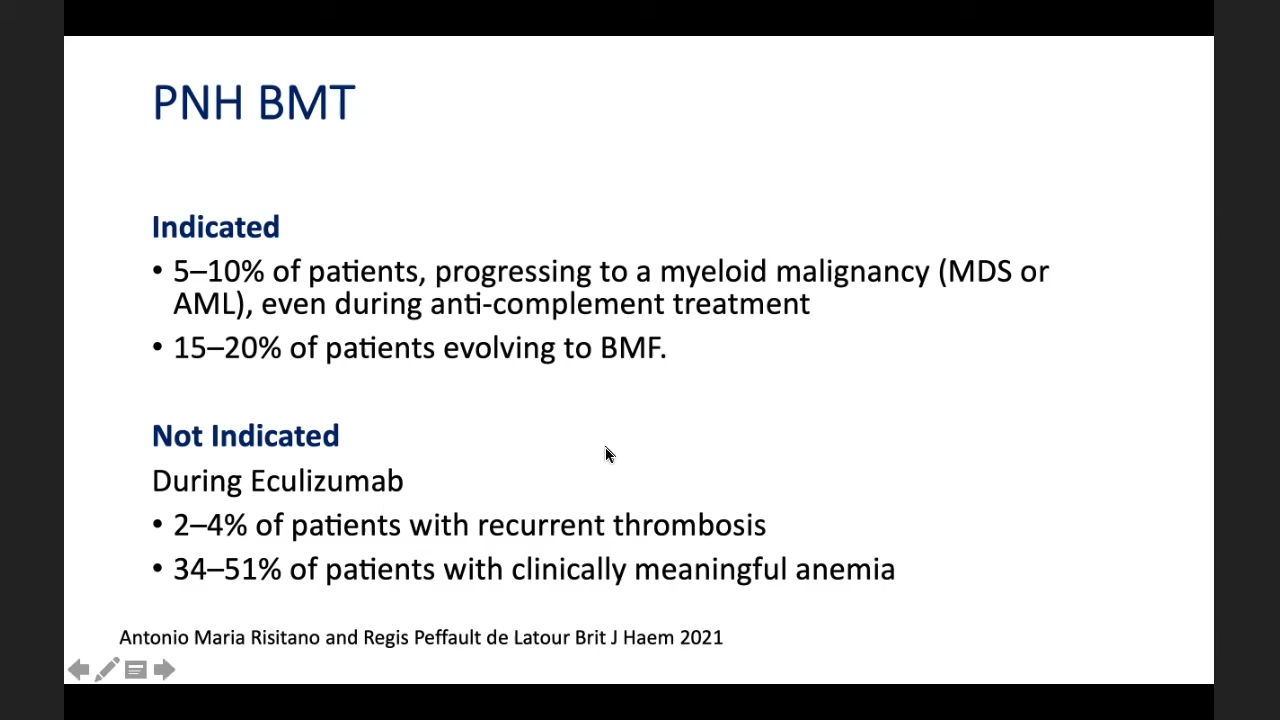 PNH BMT
Indicated
• 5–10% of patients, progressing to a myeloid malignancy (MDS or
AML), even during anti-complement treatment
• 15–20% of patients evolving to BMF.
Not Indicated
During Eculizumab
• 2–4% of patients with recurrent thrombosis
• 34–51% of patients with clinically meaningful anemia
Antonio Maria Risitano and Regis Peffault de Latour Brit J Haem 2021